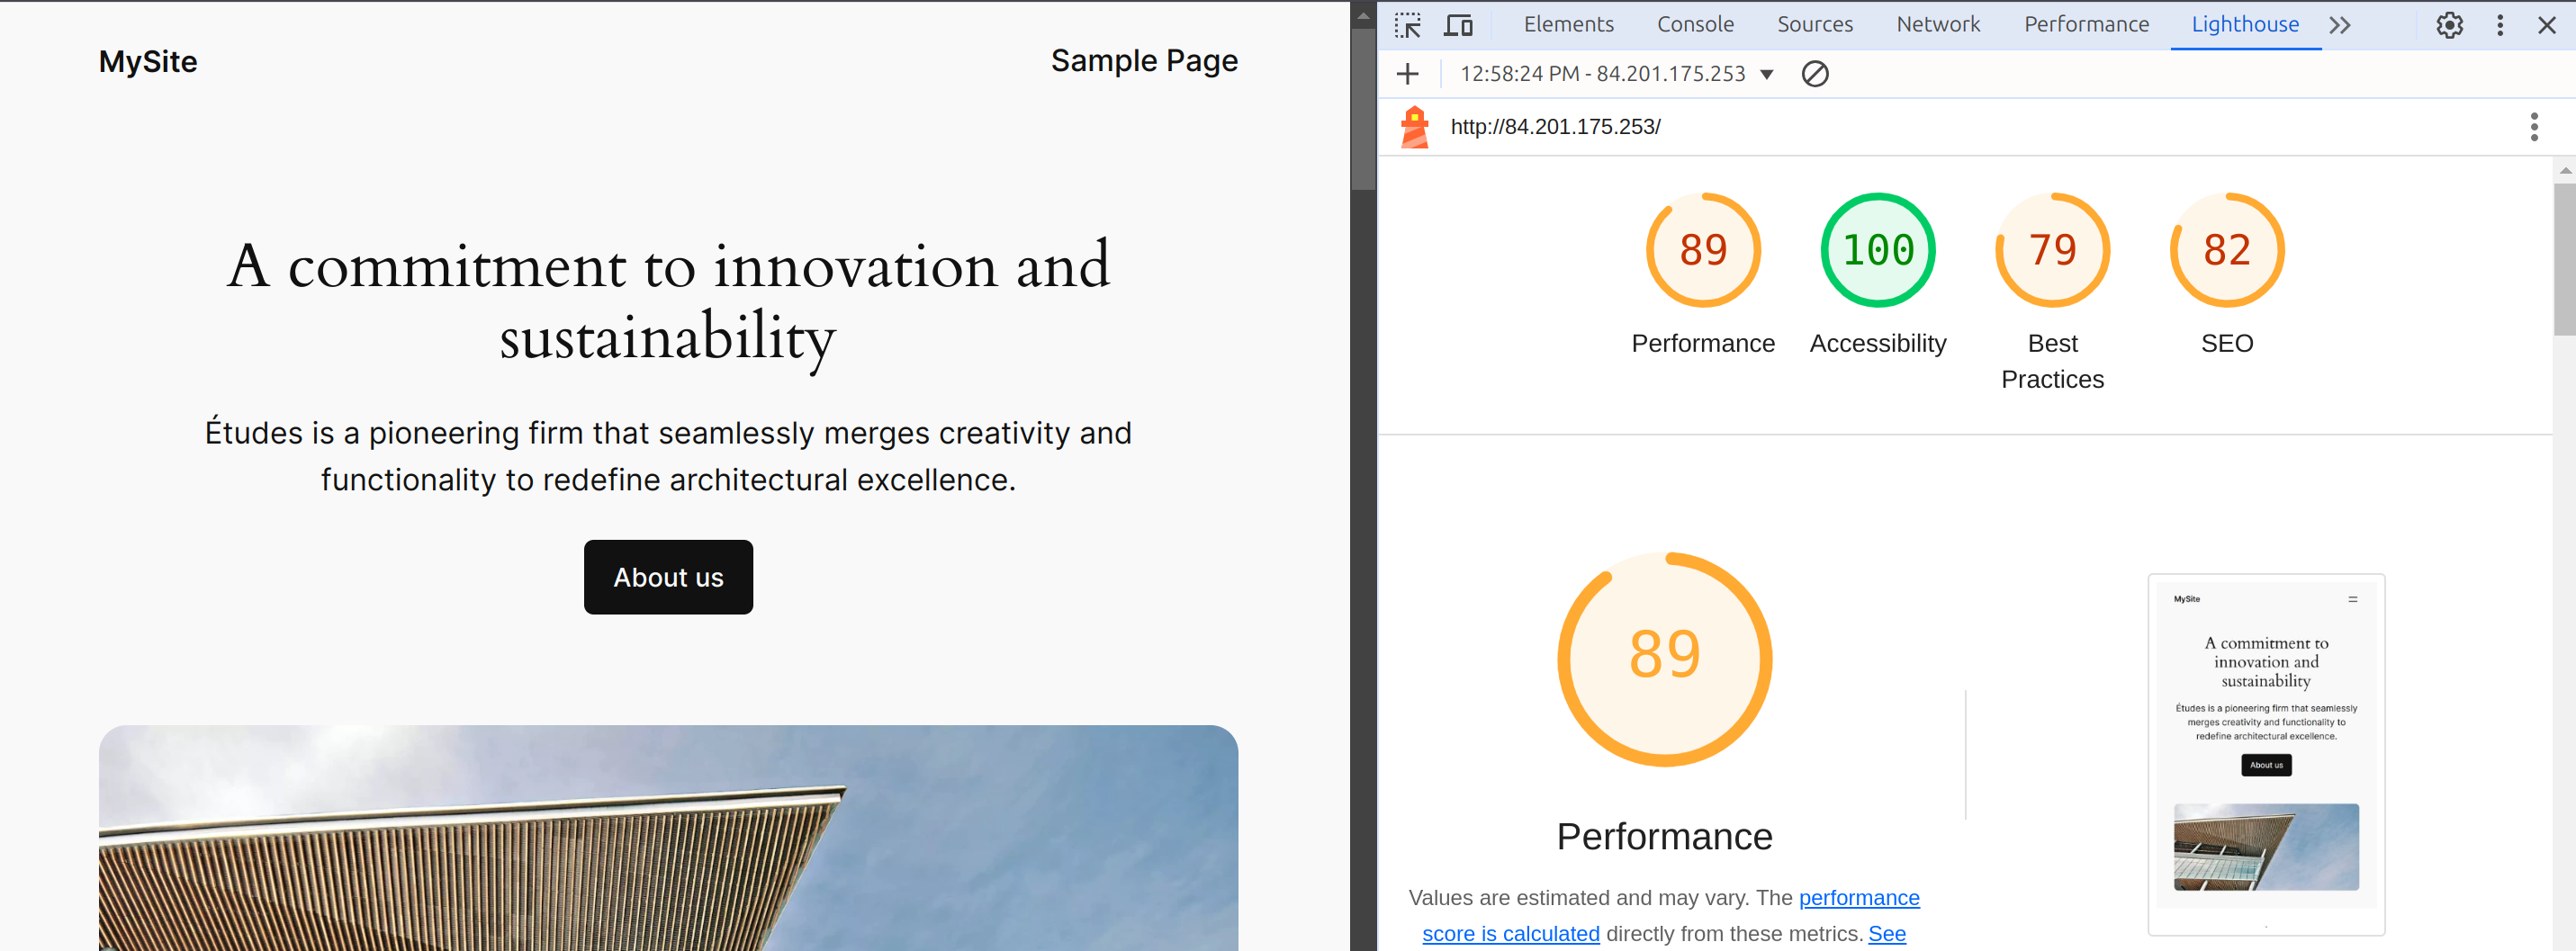 MySite
Sample Page
A commitment to innovation and
sustainability
Études is a pioneering firm that seamlessly merges creativity and
functionality to redefine architectural excellence.
About us
Elements Console Sources Network Performance Lighthouse
12:58:24 PM - 84.201.175.253
http://84.201.175.253/
89 100 79 82
Performance Accessibility Best SEO
Practices
89
Performance
Values are estimated and may vary. The performance
score is calculated directly from these metrics. See
MySite
A commitment to
innovation and
sustainability
Études is a pioneering firm that seamlessly
merges creativity and functionality to
redefine architectural excellence.
About us